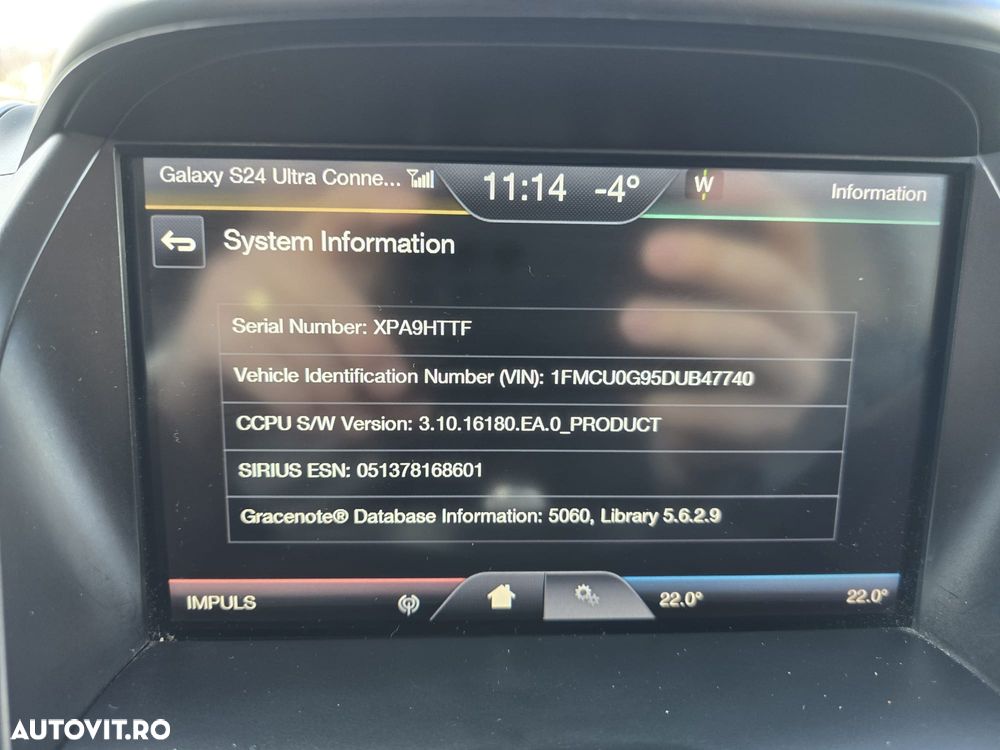 Galaxy S24 Ultra Conne... 11:14 -4° W Information
System Information
Serial Number: XPA9HTTF
Vehicle Identification Number (VIN): 1FMCU0G95DUB47740
CCPU S/W Version: 3.10.16180.EA.0_PRODUCT
SIRIUS ESN: 051378168601
Gracenote® Database Information: 5060, Library 5.6.2.9
IMPULS 22.0° 22.0°
AUTOVIT.RO